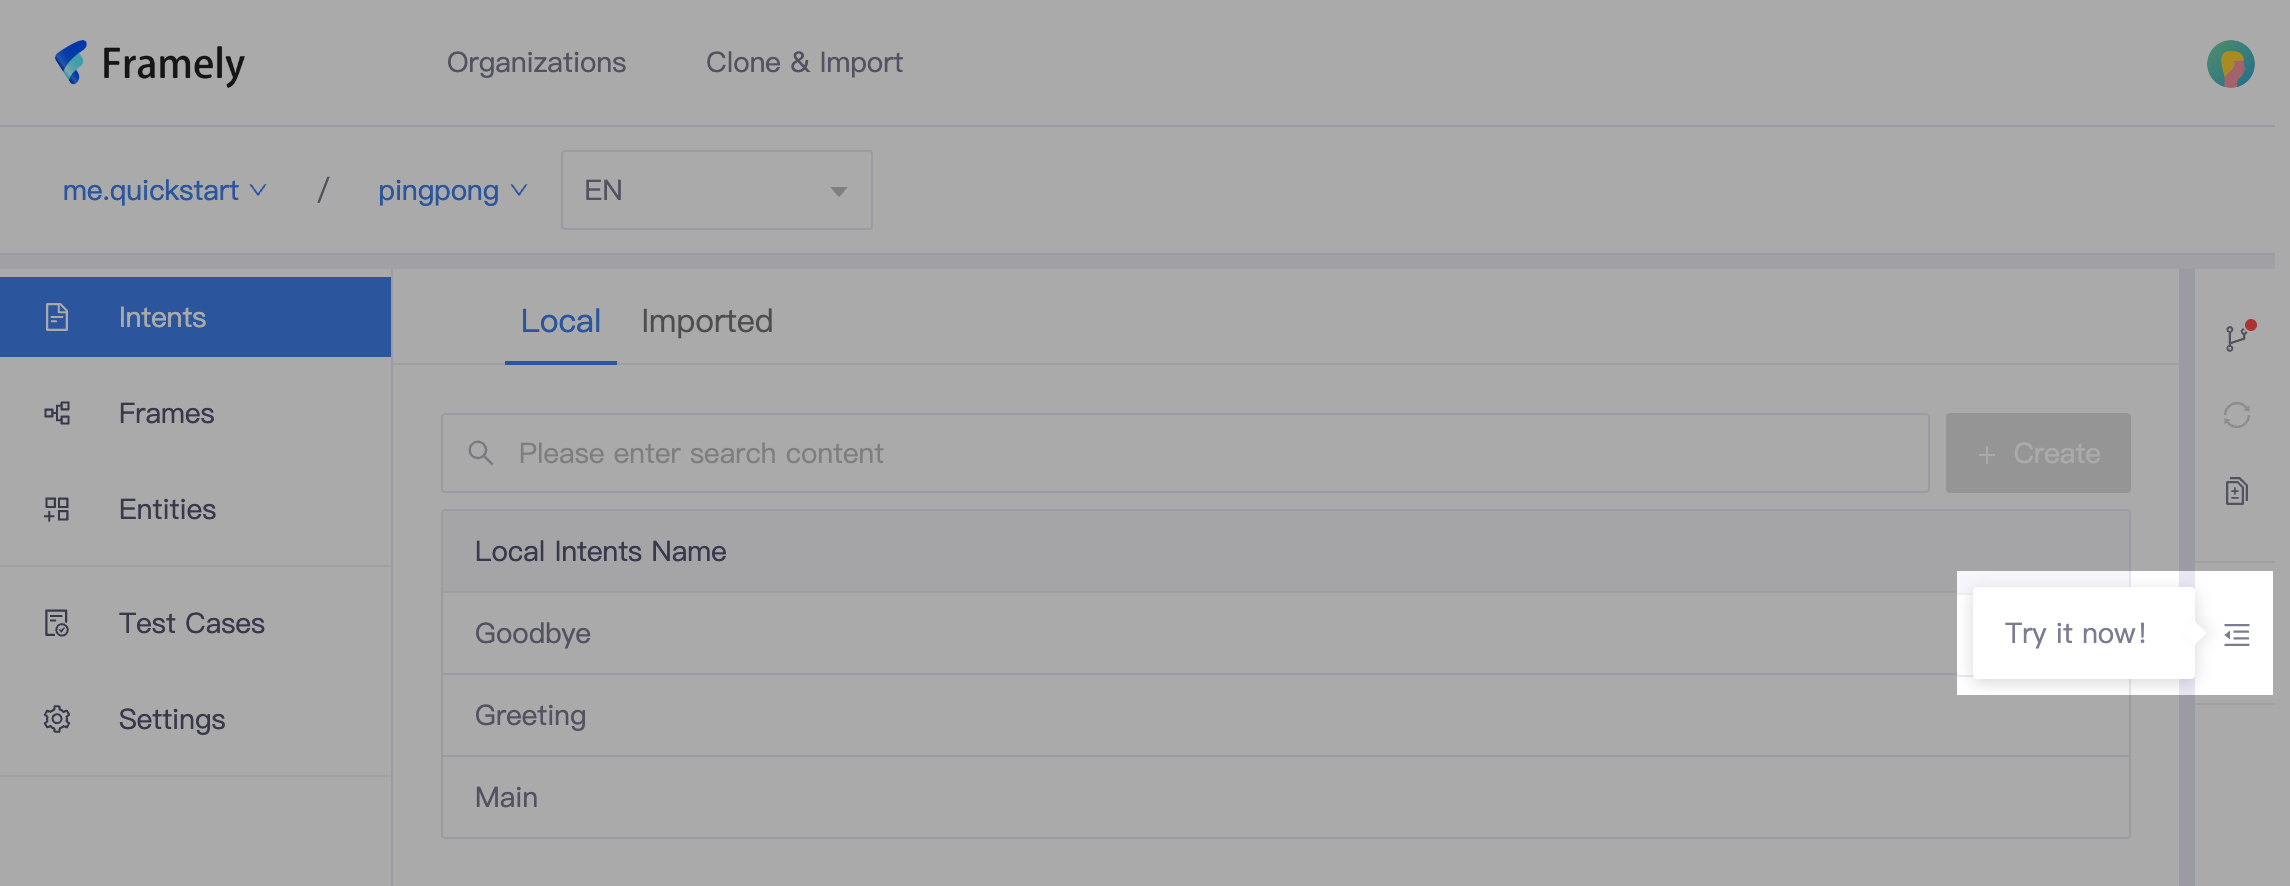 Framely
Organizations
Clone & Import
me.quickstart / pingpong
EN
Intents
Frames
Entities
Test Cases
Settings
Local
Imported
Please enter search content
+ Create
Local Intents Name
Goodbye
Greeting
Main
Try it now!